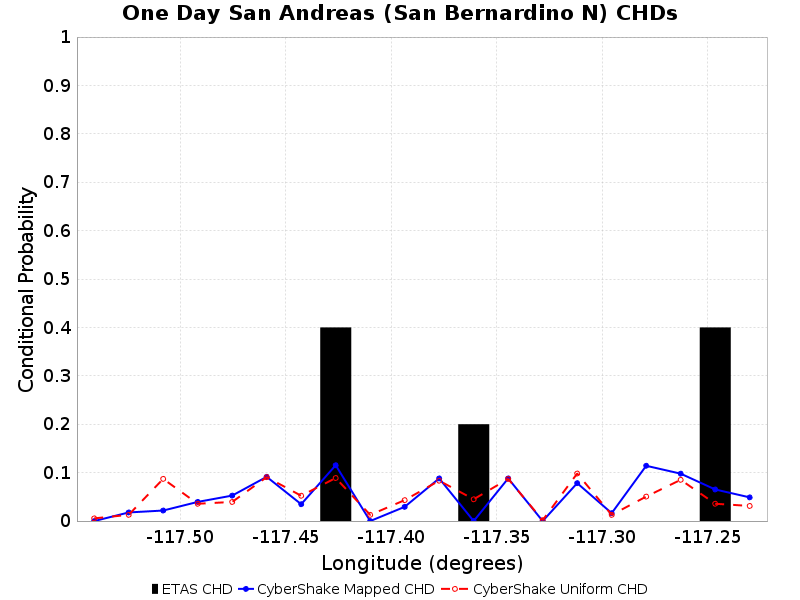 One Day San Andreas (San Bernardino N) CHDs
1
0.9
0.8
0.7
0.6
0.5
0.4
0.3
0.2
0.1
0
Conditional Probability
-117.50 -117.45 -117.40 -117.35 -117.30 -117.25
Longitude (degrees)
ETAS CHD CyberShake Mapped CHD CyberShake Uniform CHD